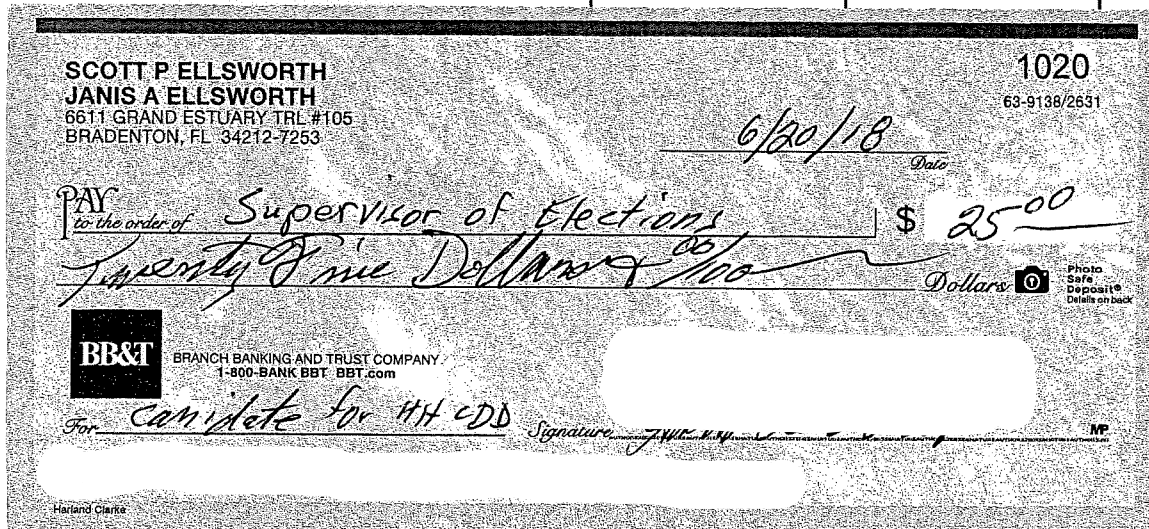 SCOTT P ELLSWORTH
JANIS A ELLSWORTH
6611 GRAND ESTUARY TRL #105
BRADENTON, FL 34212-7253
1020
63-9138/2631
6/20/18
Date
PAY to the order of Supervisor of Elections $ 25.00
Twenty Five Dollars & 00/100 Dollars
Photo
Safe
Deposit®
Details on back
BB&T
BRANCH BANKING AND TRUST COMPANY
1-800-BANK BBT BBT.com
For Canidate for HH CDD
Signature
MP
Harland Clarke